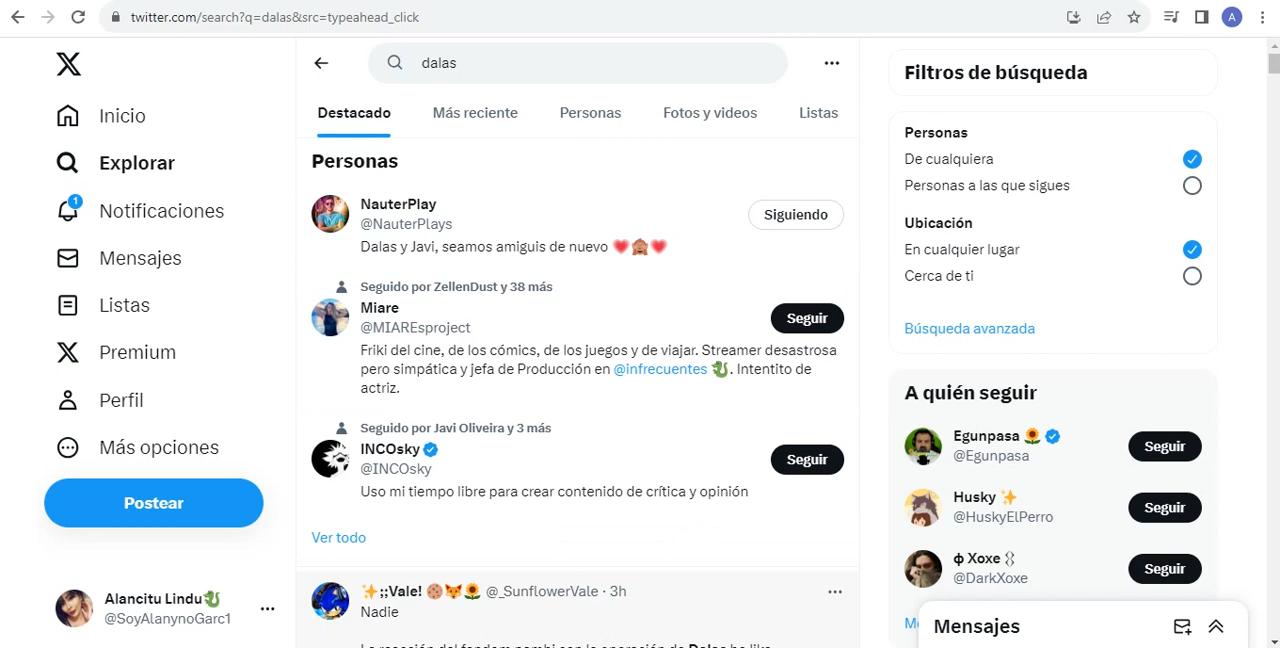 twitter.com/search?q=dalas&src=typeahead_click
A
X
Inicio
Explorar
1
Notificaciones
Mensajes
Listas
Premium
Perfil
Más opciones
Postear
Alancitu Lindu🐉
@SoyAlanynoGarc1
dalas
Destacado
Más reciente
Personas
Fotos y videos
Listas
Personas
NauterPlay
@NauterPlays
Siguiendo
Dalas y Javi, seamos amiguis de nuevo ❤️🙈❤️
Seguido por ZellenDust y 38 más
Miare
@MIAREsproject
Seguir
Friki del cine, de los cómics, de los juegos y de viajar. Streamer desastrosa
pero simpática y jefa de Producción en @infrecuentes 🐉. Intentito de
actriz.
Seguido por Javi Oliveira y 3 más
INCOsky
@INCOsky
Seguir
Uso mi tiempo libre para crear contenido de crítica y opinión
Ver todo
✨;;Vale! 🍪🦊🌻 @_SunflowerVale · 3h
Nadie
Filtros de búsqueda
Personas
De cualquiera
Personas a las que sigues
Ubicación
En cualquier lugar
Cerca de ti
Búsqueda avanzada
A quién seguir
Egunpasa 🌻
@Egunpasa
Seguir
Husky ✨
@HuskyElPerro
Seguir
ϕ Xoxe
@DarkXoxe
Seguir
Mensajes